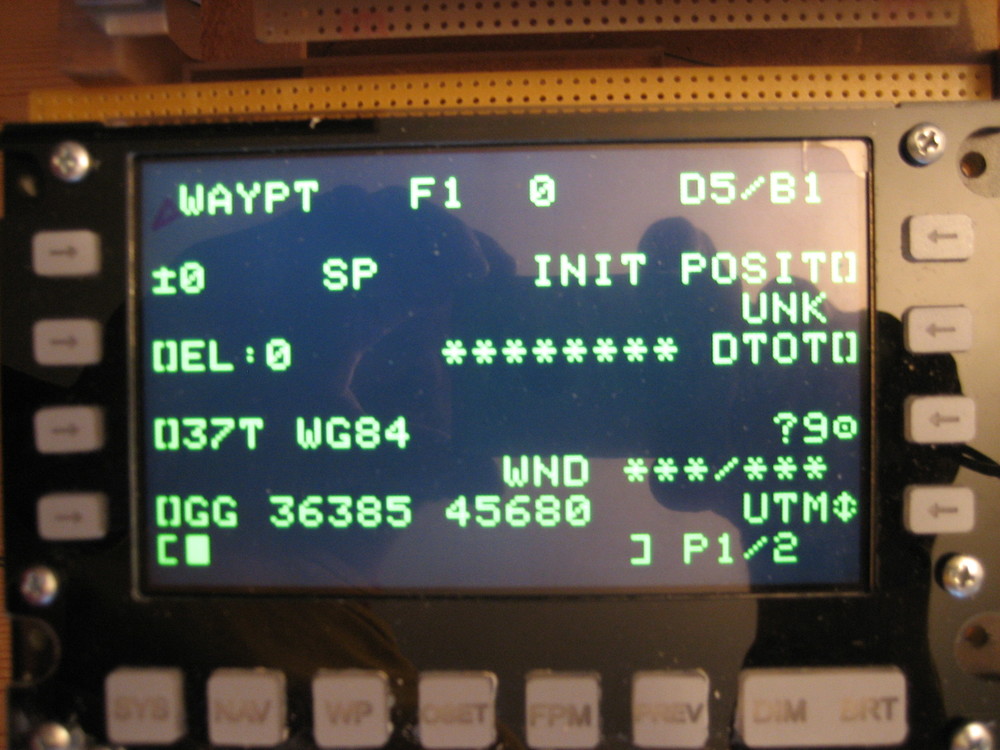 WAYPT F1 0 D5/B1
±0 SP INIT POSIT[]
UNK
[]EL:0 ******** DTOT[]
[]37T WG84 ?9⊙
WND ***/***
[]GG 36385 45680 UTM↕
[█ ] P1/2
SYS NAV WP OSET FPM PREV DIM BRT